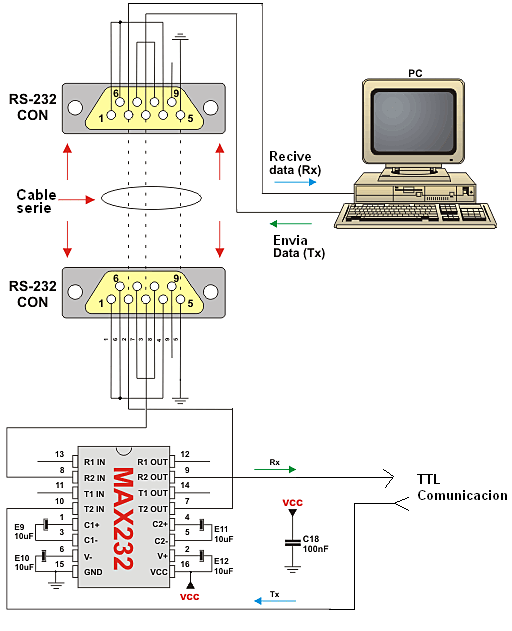 PC
RS-232
CON
6
9
1
5
Recive
data (Rx)
Cable
serie
Envia
Data (Tx)
RS-232
CON
6
9
1
5
1
6
2
7
3
8
4
9
5
MAX232
13
R1 IN
R1 OUT
12
8
R2 IN
R2 OUT
9
11
T1 IN
T1 OUT
14
10
T2 IN
T2 OUT
7
1
C1+
C2+
4
3
C1-
C2-
5
6
V-
V+
2
15
GND
VCC
16
E9
10uF
E10
10uF
E11
10uF
E12
10uF
VCC
Rx
TTL
Comunicacion
VCC
C18
100nF
Tx